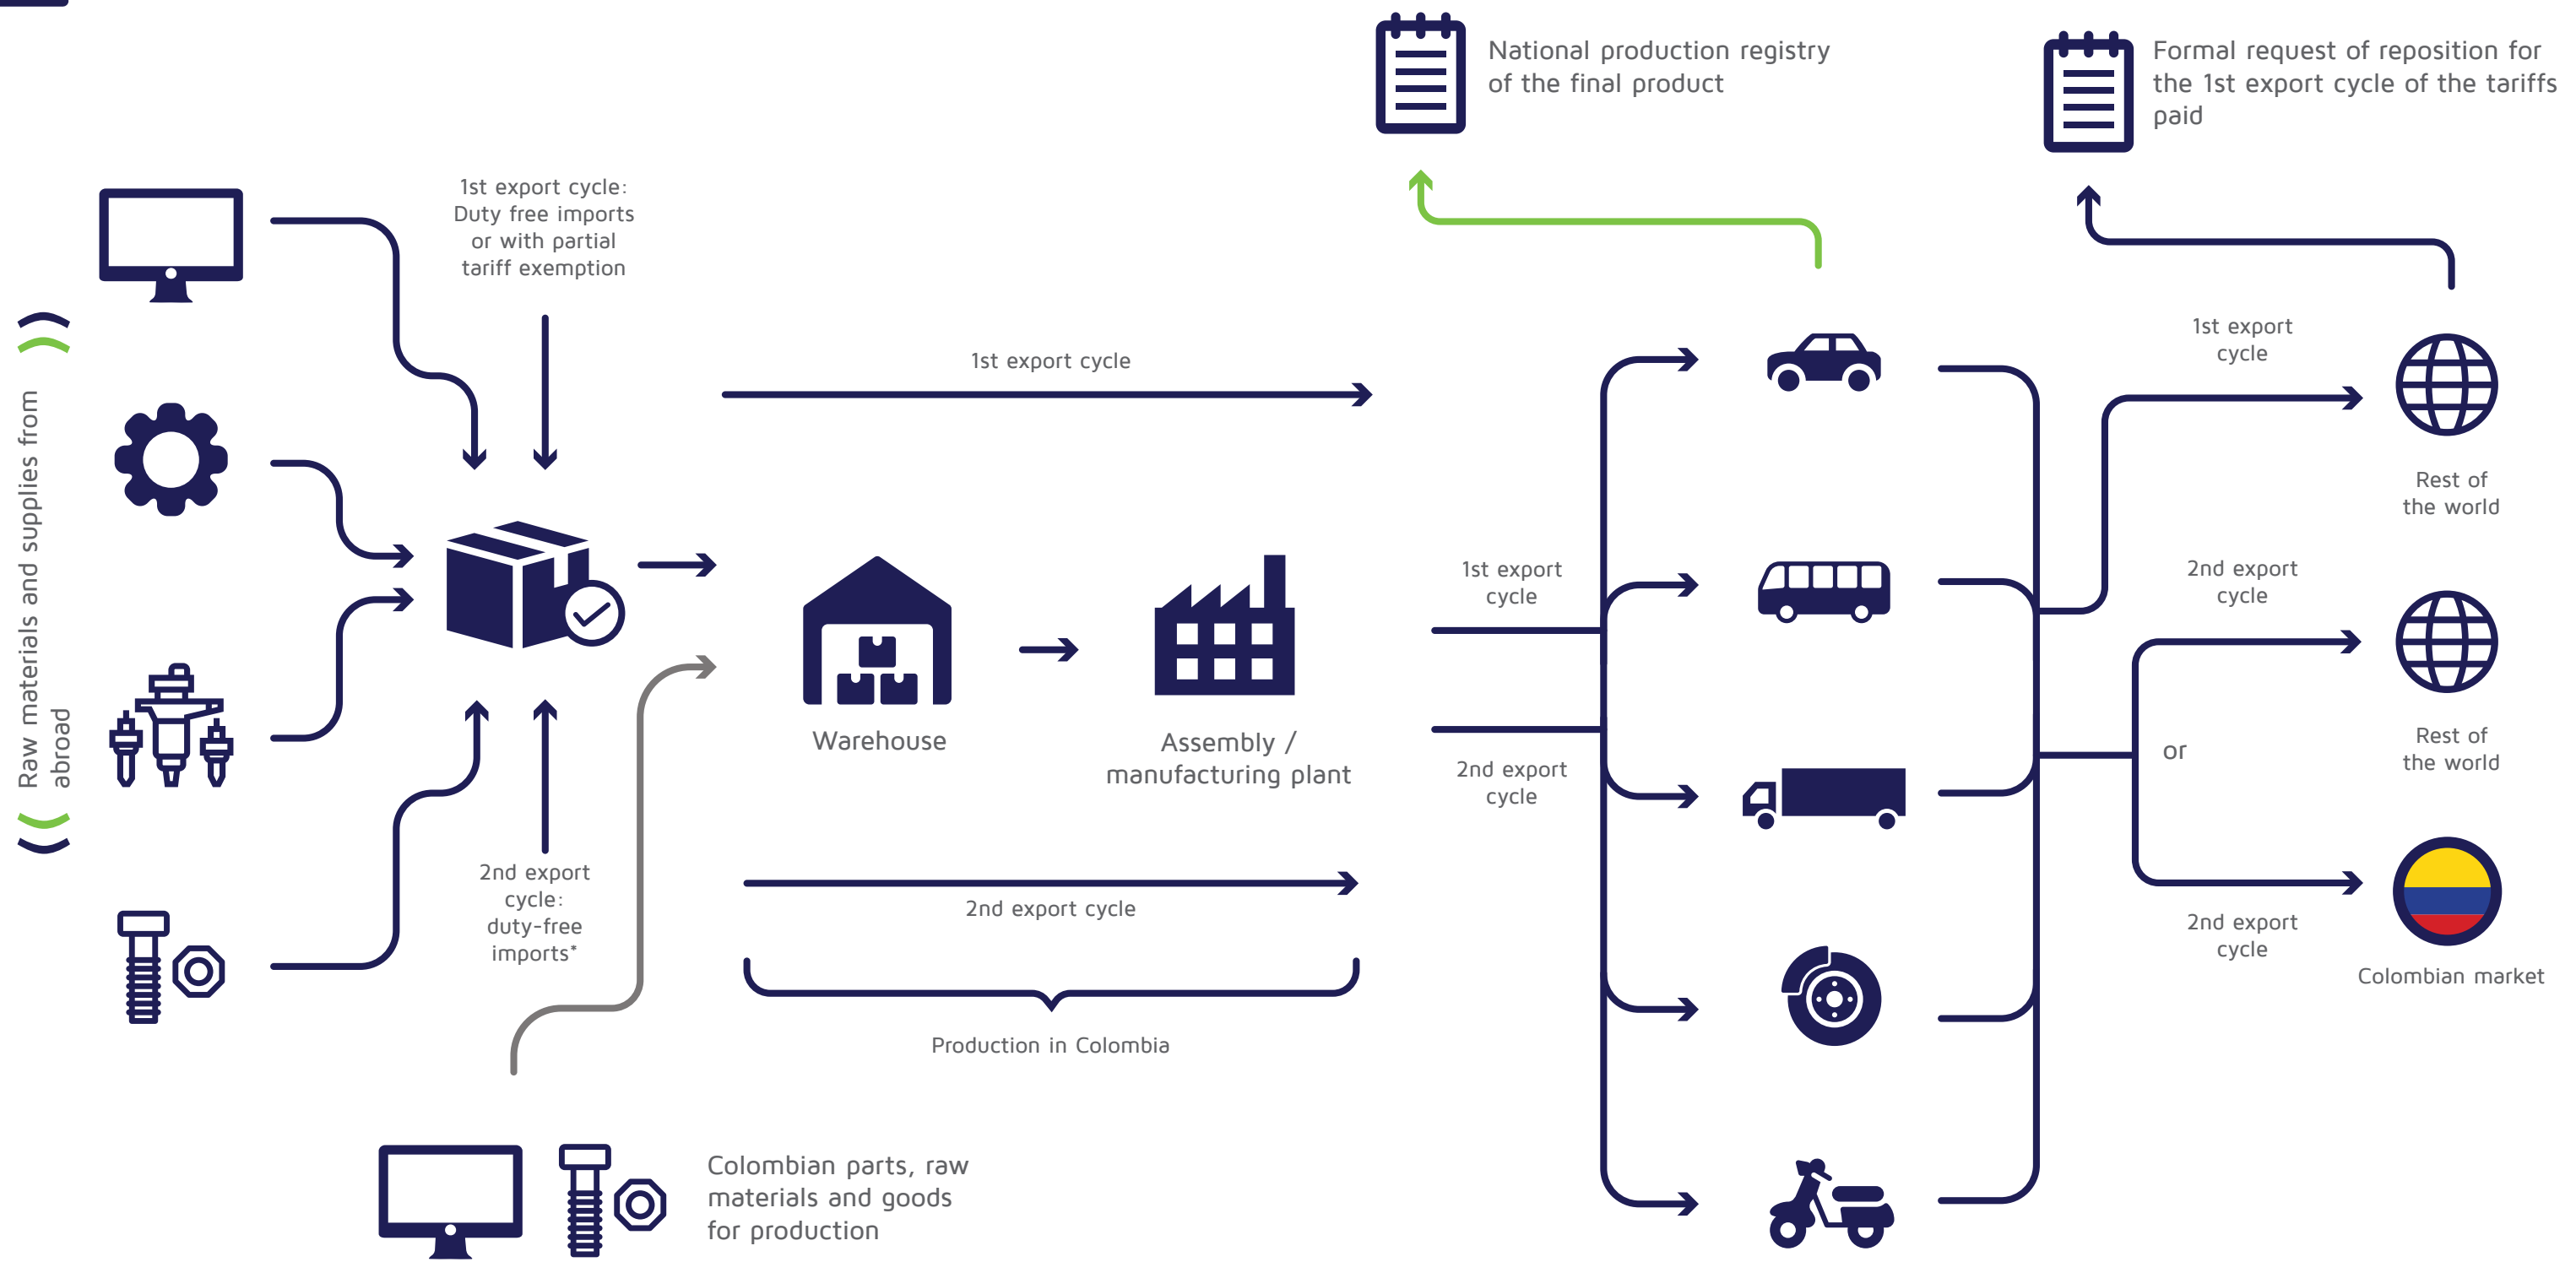 National production registry
of the final product
Formal request of reposition for
the 1st export cycle of the tariffs
paid
Raw materials and supplies from
abroad
1st export cycle:
Duty free imports
or with partial
tariff exemption
1st export cycle
Warehouse
Assembly /
manufacturing plant
2nd export
cycle:
duty-free
imports*
2nd export cycle
Production in Colombia
Colombian parts, raw
materials and goods
for production
1st export
cycle
2nd export
cycle
1st export
cycle
Rest of
the world
2nd export
cycle
or
Rest of
the world
2nd export
cycle
Colombian market